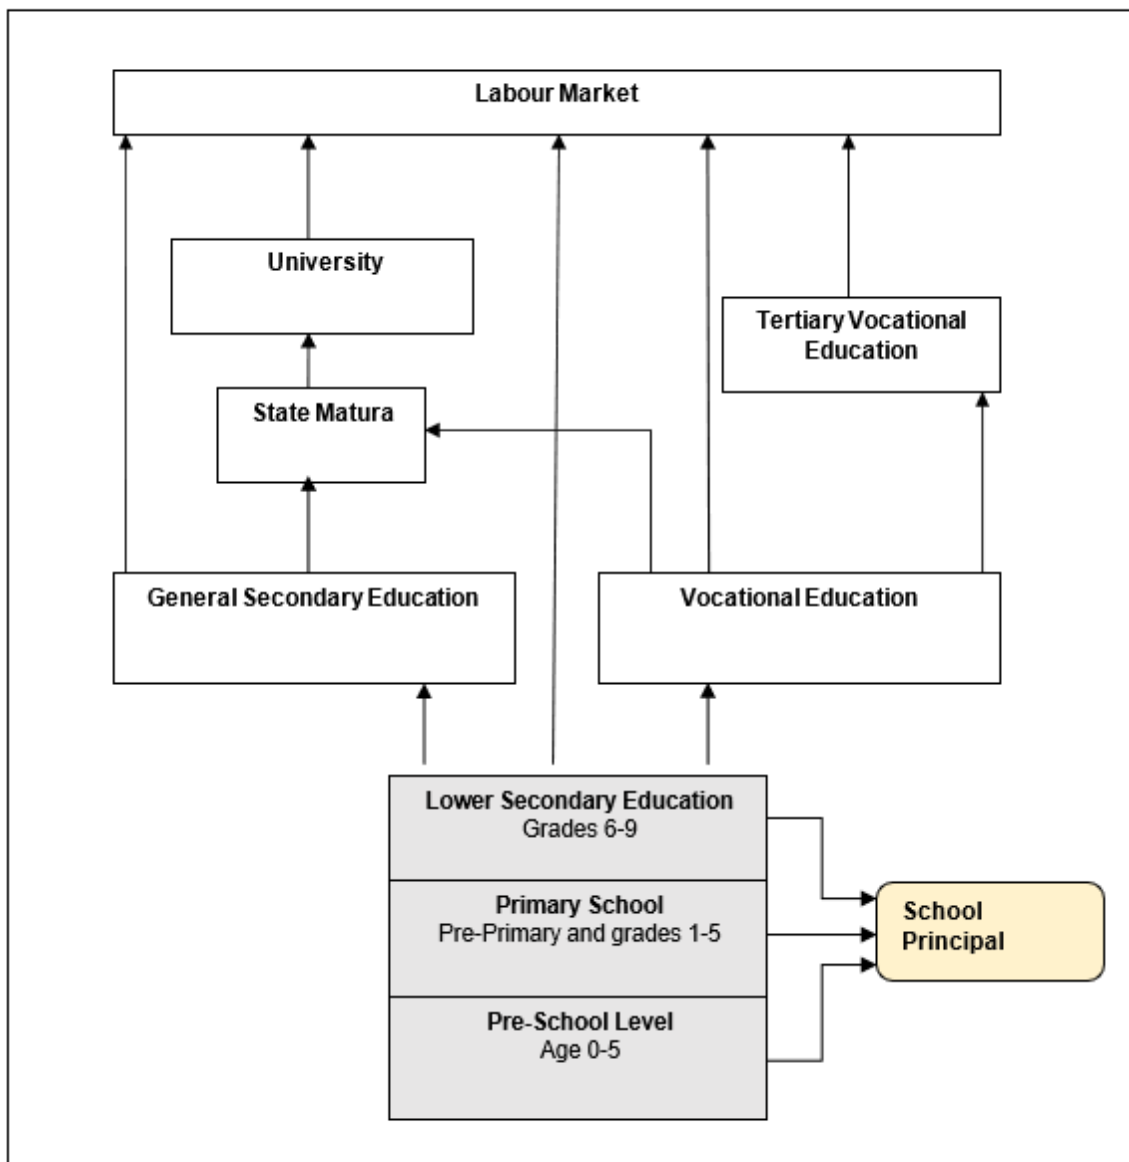 Labour Market
University
Tertiary Vocational
Education
State Matura
General Secondary Education
Vocational Education
Lower Secondary Education
Grades 6-9
Primary School
Pre-Primary and grades 1-5
School
Principal
Pre-School Level
Age 0-5